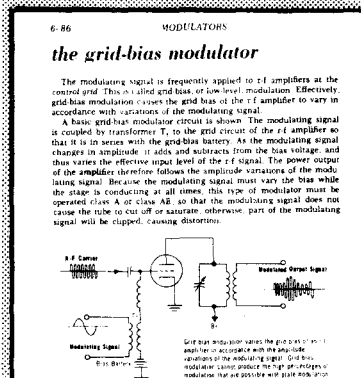 6-86 MODULATORS
the grid-bias modulator
The modulating signal is frequently applied to r-f amplifiers at the
control grid. This is called grid-bias, or low-level, modulation. Effectively,
grid-bias modulation causes the grid bias of the r-f amplifier to vary in
accordance with variations of the modulating signal.
A basic grid-bias modulator circuit is shown. The modulating signal
is coupled by transformer T, to the grid circuit of the r-f amplifier so
that it is in series with the grid-bias battery. As the modulating signal
changes in amplitude it adds and subtracts from the bias voltage, and
thus varies the effective input level of the r-f signal. The power output
of the amplifier therefore follows the amplitude variations of the modu
lating signal. Because the modulating signal must vary the bias while
the stage is conducting at all times, this type of modulator must be
operated class A or class AB, so that the modulating signal does not
cause the tube to cut off or saturate, otherwise, part of the modulating
signal will be clipped, causing distortion.
R-F Carrier
Modulated Output Signal
B+
Modulating Signal
Bias Battery
Grid bias modulator varies the grid bias of an r-f
amplifier in accordance with the amplitude
variations of the modulating signal. Grid bias
modulator cannot produce the high percentages of
modulation that are possible with plate modulation